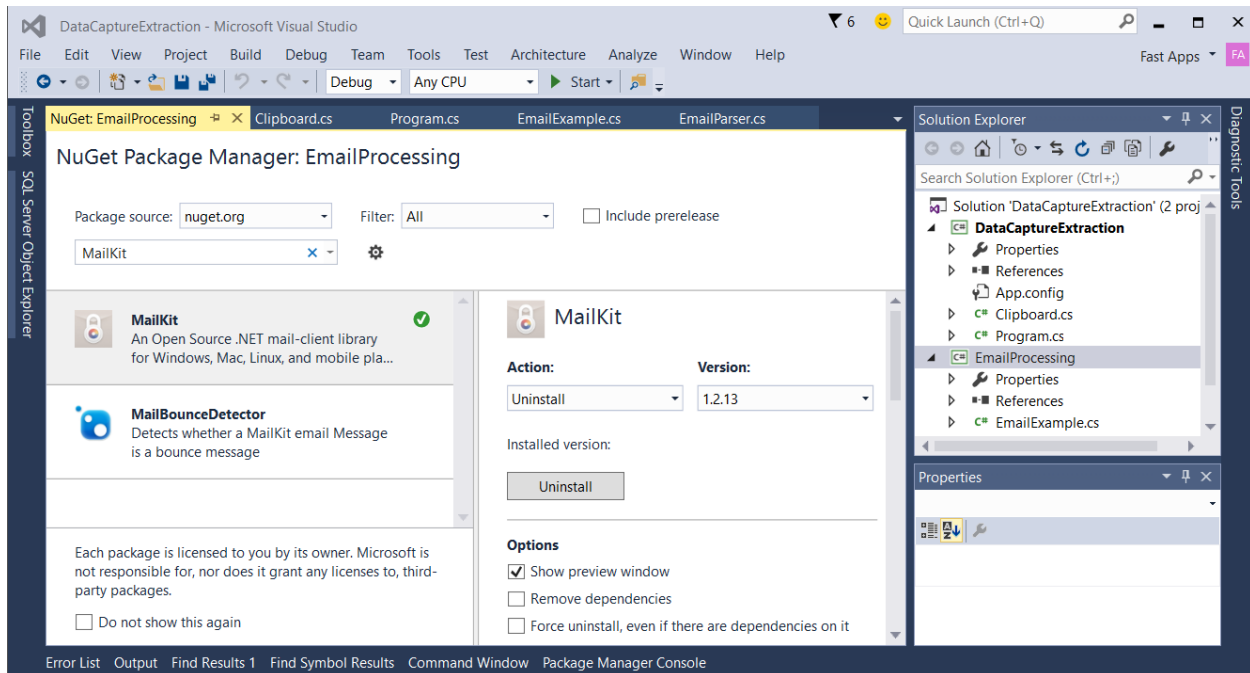 DataCaptureExtraction - Microsoft Visual Studio
6
Quick Launch (Ctrl+Q)
File Edit View Project Build Debug Team Tools Test Architecture Analyze Window Help
Fast Apps
FA
Debug
Any CPU
Start
Toolbox
SQL Server Object Explorer
NuGet: EmailProcessing
Clipboard.cs
Program.cs
EmailExample.cs
EmailParser.cs
NuGet Package Manager: EmailProcessing
Package source: nuget.org
Filter: All
Include prerelease
MailKit
MailKit
An Open Source .NET mail-client library
for Windows, Mac, Linux, and mobile pla...
MailBounceDetector
Detects whether a MailKit email Message
is a bounce message
Each package is licensed to you by its owner. Microsoft is
not responsible for, nor does it grant any licenses to, third-
party packages.
Do not show this again
MailKit
Action:
Version:
Uninstall
1.2.13
Installed version:
Uninstall
Options
Show preview window
Remove dependencies
Force uninstall, even if there are dependencies on it
Solution Explorer
Search Solution Explorer (Ctrl+;)
Solution 'DataCaptureExtraction' (2 proj
C# DataCaptureExtraction
Properties
References
App.config
C# Clipboard.cs
C# Program.cs
C# EmailProcessing
Properties
References
C# EmailExample.cs
Properties
Diagnostic Tools
Error List Output Find Results 1 Find Symbol Results Command Window Package Manager Console